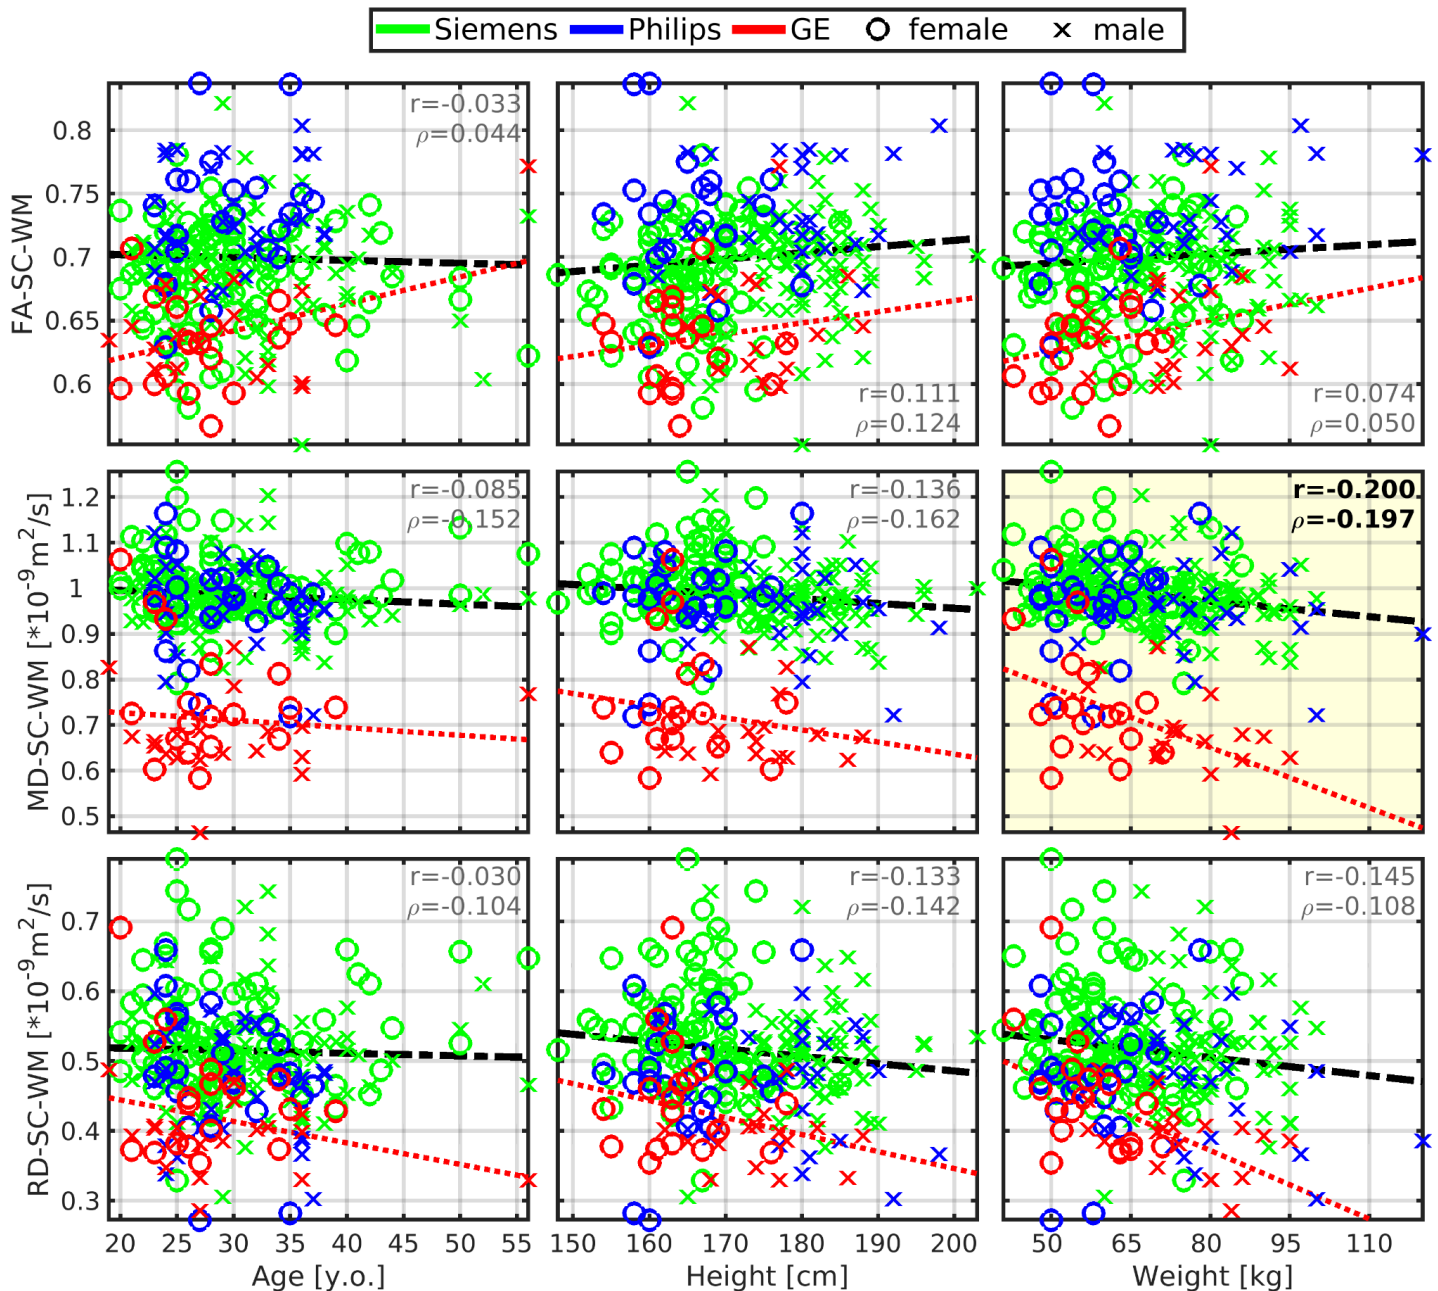 Siemens Philips GE female male
FA-SC-WM
0.8
0.75
0.7
0.65
0.6
r=-0.033
ρ=0.044
r=0.111
ρ=0.124
r=0.074
ρ=0.050
MD-SC-WM [*10⁻⁹m²/s]
1.2
1.1
1
0.9
0.8
0.7
0.6
0.5
r=-0.085
ρ=-0.152
r=-0.136
ρ=-0.162
r=-0.200
ρ=-0.197
RD-SC-WM [*10⁻⁹m²/s]
0.7
0.6
0.5
0.4
0.3
r=-0.030
ρ=-0.104
r=-0.133
ρ=-0.142
r=-0.145
ρ=-0.108
20 25 30 35 40 45 50 55
150 160 170 180 190 200
50 65 80 95 110
Age [y.o.]
Height [cm]
Weight [kg]